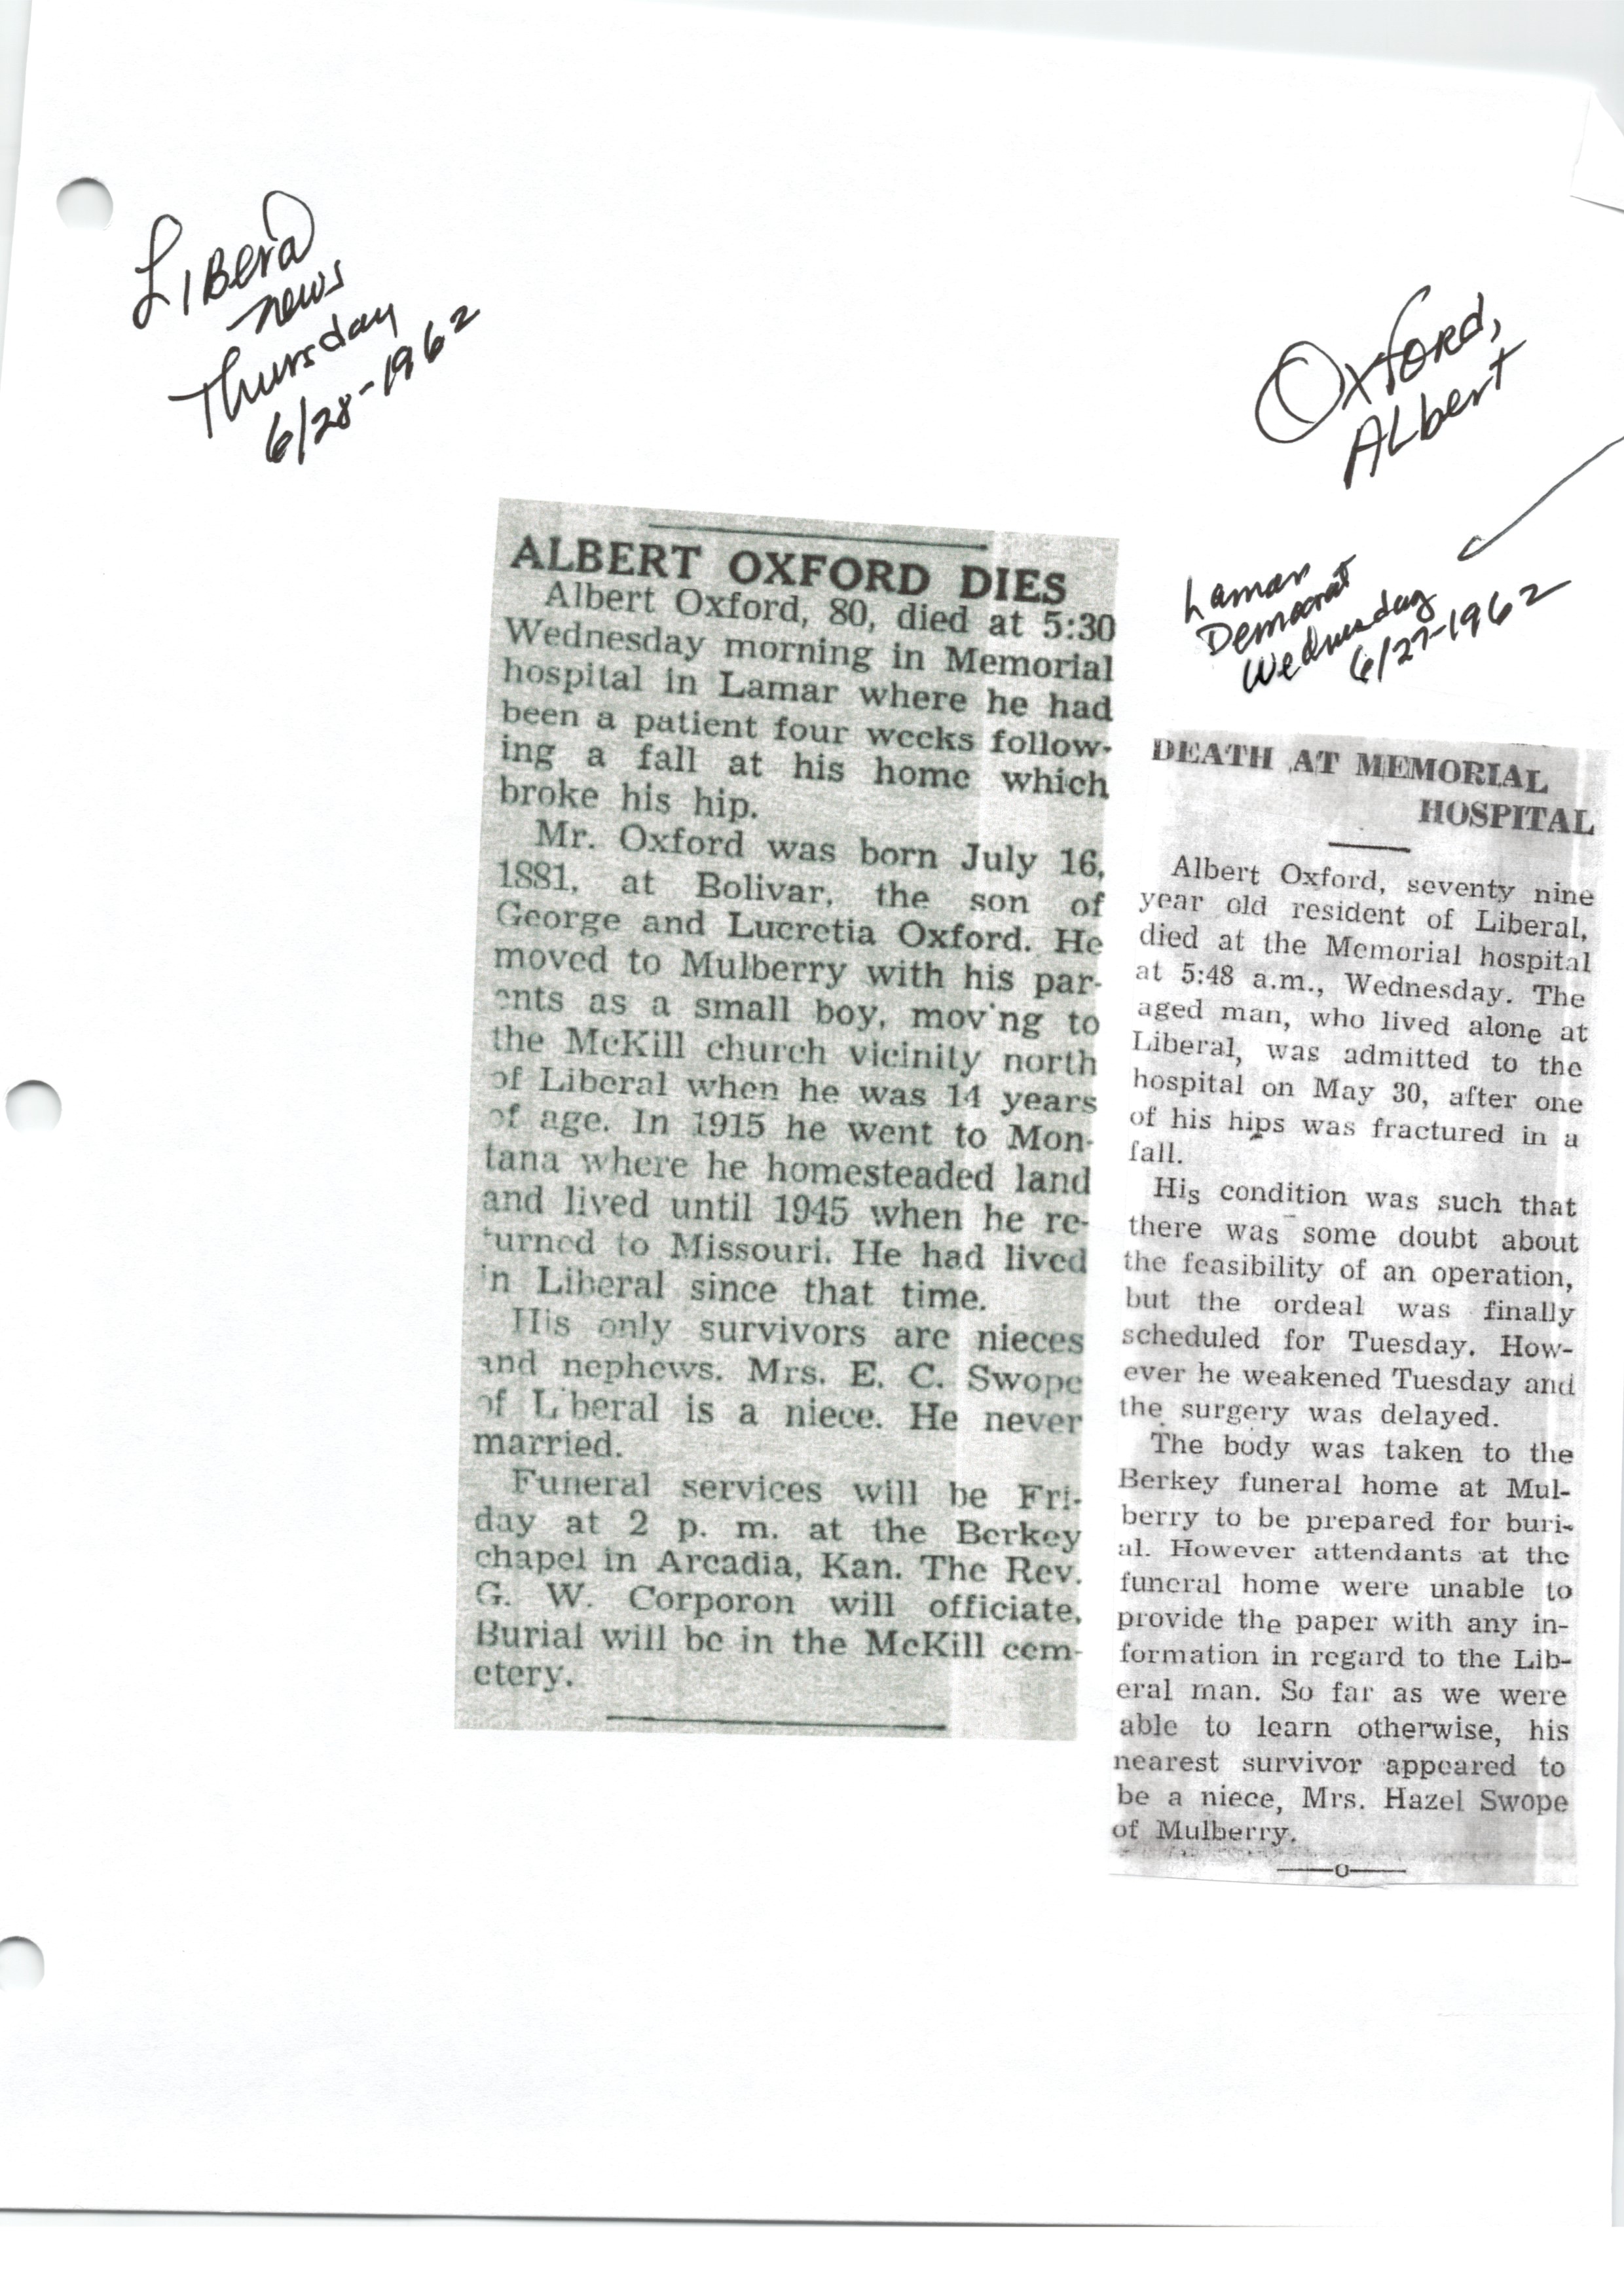 Liberal
News
Thursday
6/28-1962
Oxford,
Albert
Lamar
Democrat
Wednesday
6/27-1962
ALBERT OXFORD DIES
Albert Oxford, 80, died at 5:30
Wednesday morning in Memorial
hospital in Lamar where he had
been a patient four weeks follow-
ing a fall at his home which
broke his hip.
Mr. Oxford was born July 16,
1881, at Bolivar, the son of
George and Lucretia Oxford. He
moved to Mulberry with his par-
ents as a small boy, mov'ng to
the McKill church vicinity north
of Liberal when he was 14 years
of age. In 1915 he went to Mon-
tana where he homesteaded land
and lived until 1945 when he re-
turned to Missouri. He had lived
in Liberal since that time.
His only survivors are nieces
and nephews. Mrs. E. C. Swope
of Liberal is a niece. He never
married.
Funeral services will be Fri-
day at 2 p. m. at the Berkey
chapel in Arcadia, Kan. The Rev.
G. W. Corporon will officiate.
Burial will be in the McKill cem-
etery.
DEATH AT MEMORIAL
HOSPITAL
Albert Oxford, seventy nine
year old resident of Liberal,
died at the Memorial hospital
at 5:48 a.m., Wednesday. The
aged man, who lived alone at
Liberal, was admitted to the
hospital on May 30, after one
of his hips was fractured in a
fall.
His condition was such that
there was some doubt about
the feasibility of an operation,
but the ordeal was finally
scheduled for Tuesday. How-
ever he weakened Tuesday and
the surgery was delayed.
The body was taken to the
Berkey funeral home at Mul-
berry to be prepared for buri-
al. However attendants at the
funeral home were unable to
provide the paper with any in-
formation in regard to the Lib-
eral man. So far as we were
able to learn otherwise, his
nearest survivor appeared to
be a niece, Mrs. Hazel Swope
of Mulberry.